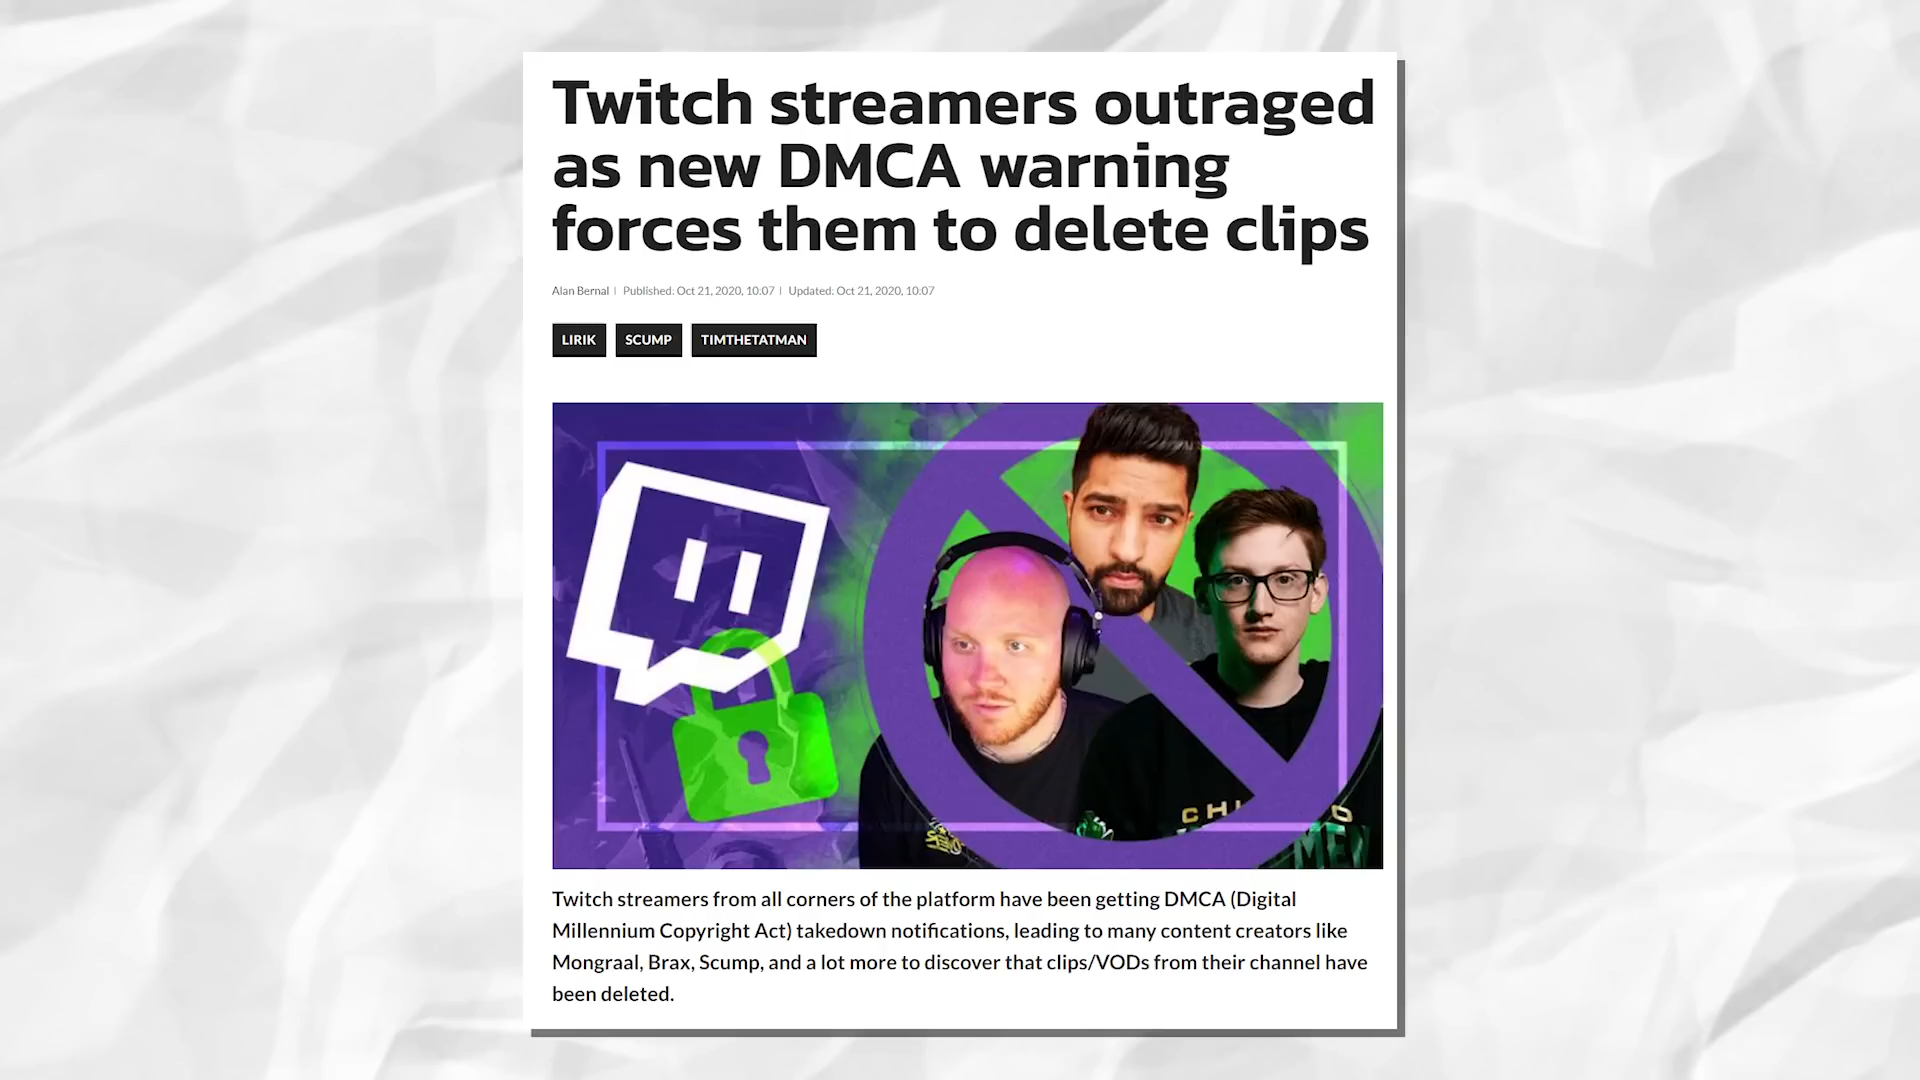 Twitch streamers outraged
as new DMCA warning
forces them to delete clips
Alan Bernal | Published: Oct 21, 2020, 10:07 | Updated: Oct 21, 2020, 10:07
LIRIK SCUMP TIMTHETATMAN
Twitch streamers from all corners of the platform have been getting DMCA (Digital
Millennium Copyright Act) takedown notifications, leading to many content creators like
Mongraal, Brax, Scump, and a lot more to discover that clips/VODs from their channel have
been deleted.